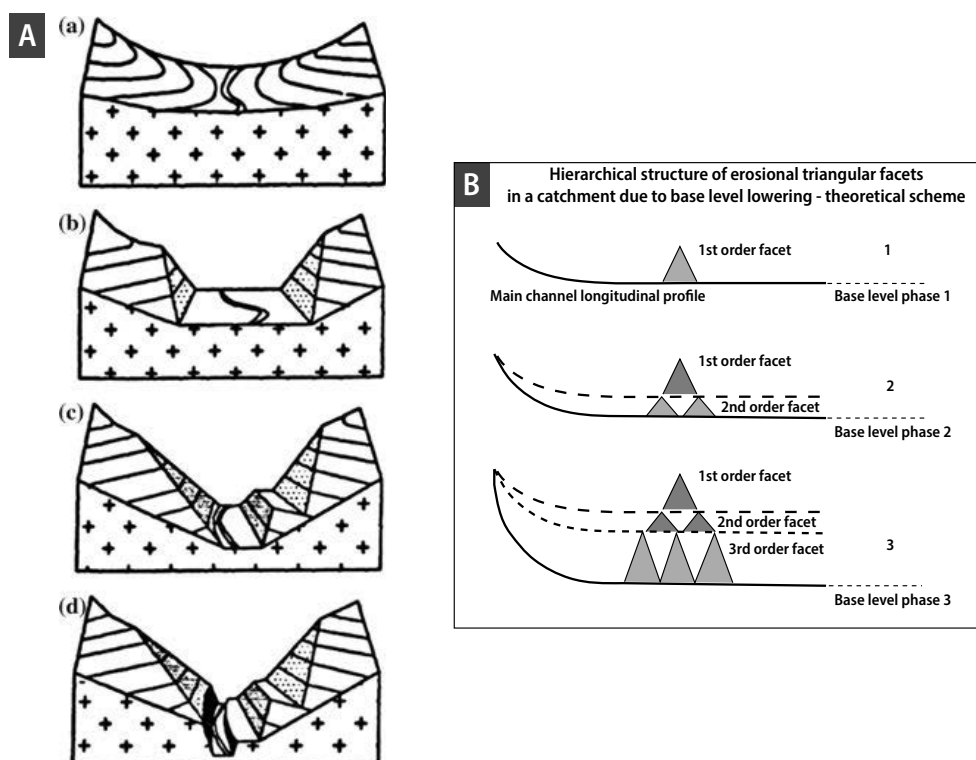 A
(a)
(b)
(c)
(d)
B
Hierarchical structure of erosional triangular facets
in a catchment due to base level lowering - theoretical scheme
1st order facet
1
Main channel longitudinal profile
Base level phase 1
1st order facet
2
2nd order facet
Base level phase 2
1st order facet
2nd order facet
3rd order facet
3
Base level phase 3